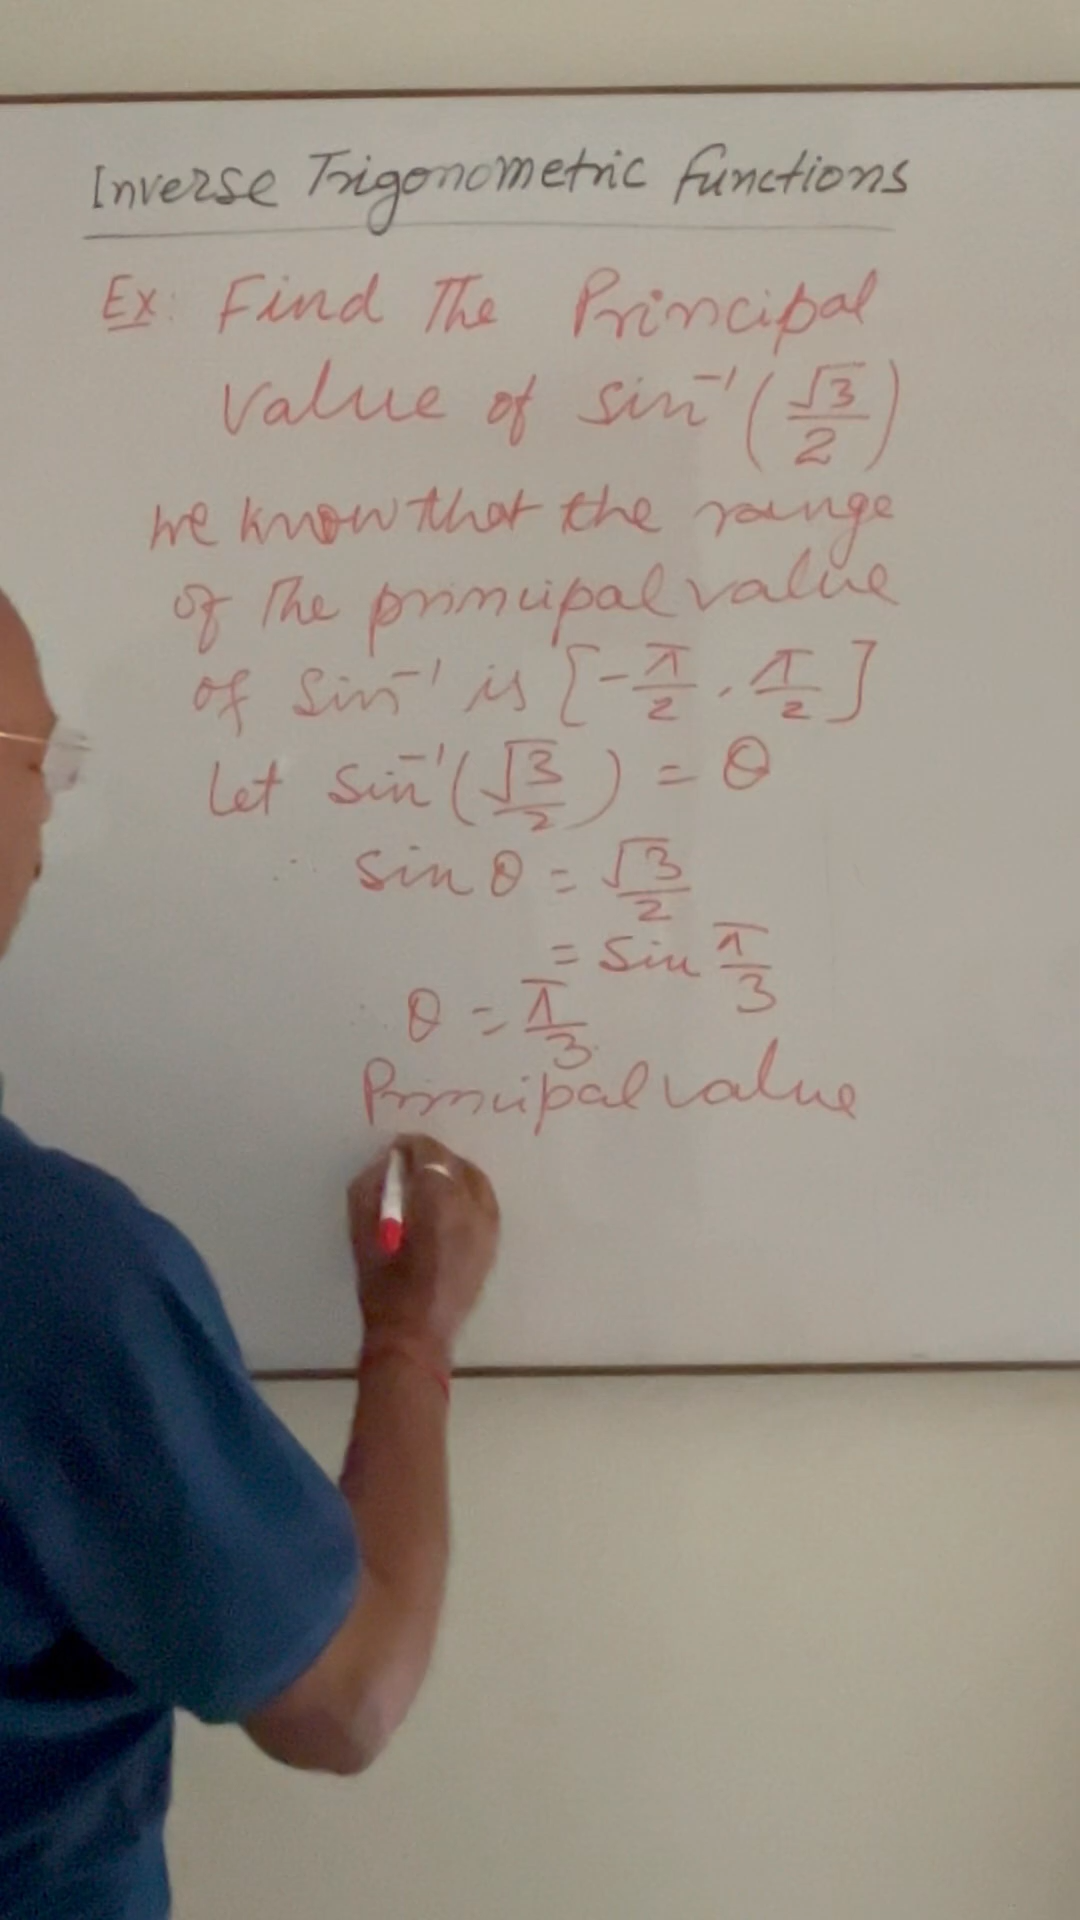 Inverse Trigonometric functions
Ex: Find The Principal
Value of sin⁻¹(√3/2)
we know that the range
of The principal value
of Sin⁻¹ is [-π/2, π/2]
Let Sin⁻¹(√3/2) = θ
∴ Sin θ = √3/2
= Sin π/3
∴ θ = π/3
Principal value